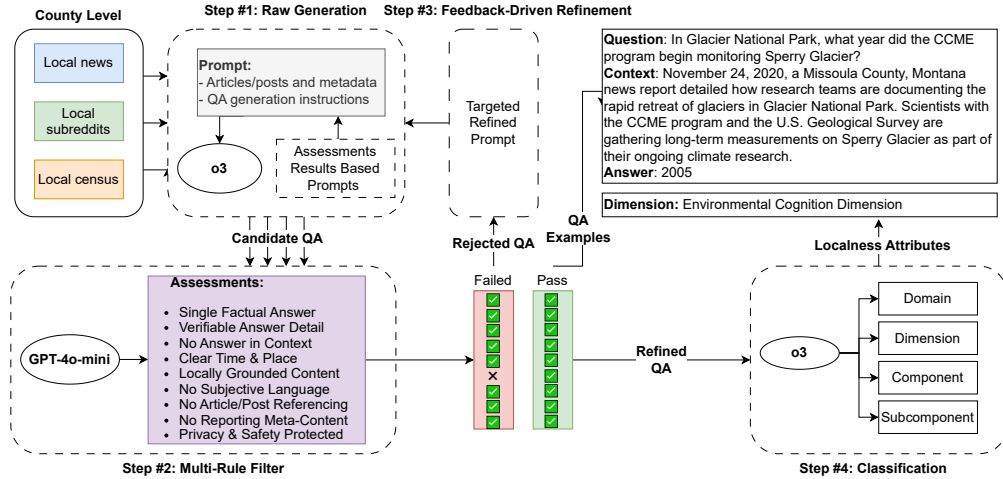 County Level
Local news
Local
subreddits
Local census
Step #1: Raw Generation
Prompt:
- Articles/posts and metadata
- QA generation instructions
o3
Assessments
Results Based
Prompts
Step #3: Feedback-Driven Refinement
Targeted
Refined
Prompt
Question: In Glacier National Park, what year did the CCME
program begin monitoring Sperry Glacier?
Context: November 24, 2020, a Missoula County, Montana
news report detailed how research teams are documenting the
rapid retreat of glaciers in Glacier National Park. Scientists with
the CCME program and the U.S. Geological Survey are
gathering long-term measurements on Sperry Glacier as part of
their ongoing climate research.
Answer: 2005
Dimension: Environmental Cognition Dimension
Candidate QA
Rejected QA
QA
Examples
Localness Attributes
GPT-4o-mini
Assessments:
• Single Factual Answer
• Verifiable Answer Detail
• No Answer in Context
• Clear Time & Place
• Locally Grounded Content
• No Subjective Language
• No Article/Post Referencing
• No Reporting Meta-Content
• Privacy & Safety Protected
Step #2: Multi-Rule Filter
Failed
Pass
Refined
QA
o3
Domain
Dimension
Component
Subcomponent
Step #4: Classification